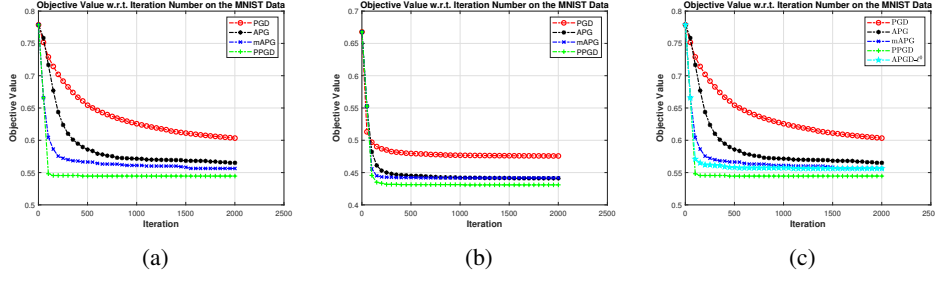 Objective Value w.r.t. Iteration Number on the MNIST Data
0.8
0.75
0.7
0.65
0.6
0.55
0.5
Objective Value
0
500
1000
1500
2000
2500
Iteration
PGD
APG
mAPG
PPGD
(a)
Objective Value w.r.t. Iteration Number on the MNIST Data
0.8
0.7
0.6
0.5
0.4
Objective Value
0
500
1000
1500
2000
2500
Iteration
PGD
APG
mAPG
PPGD
(b)
Objective Value w.r.t. Iteration Number on the MNIST Data
0.8
0.75
0.7
0.65
0.6
0.55
0.5
Objective Value
0
500
1000
1500
2000
2500
Iteration
PGD
APG
mAPG
PPGD
APGD-ℓ⁰
(c)